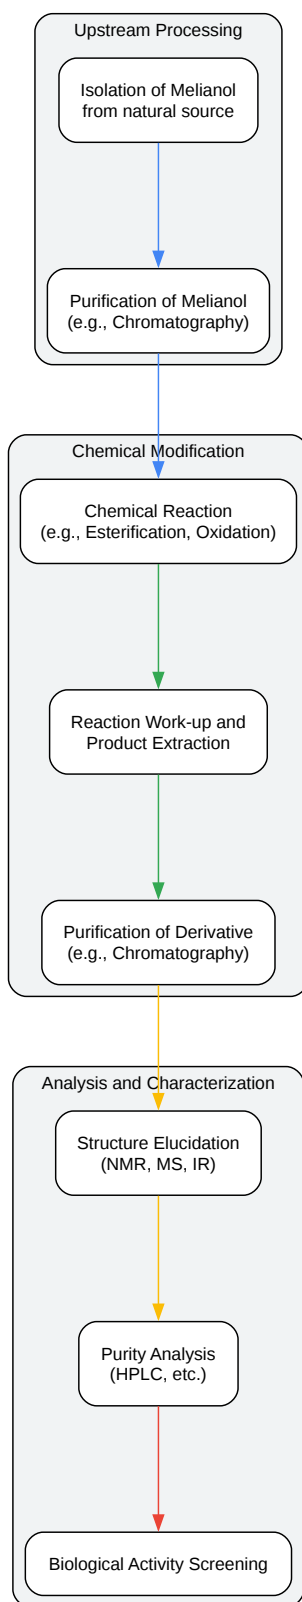 Upstream Processing
Isolation of Melianol
from natural source
Purification of Melianol
(e.g., Chromatography)
Chemical Modification
Chemical Reaction
(e.g., Esterification, Oxidation)
Reaction Work-up and
Product Extraction
Purification of Derivative
(e.g., Chromatography)
Analysis and Characterization
Structure Elucidation
(NMR, MS, IR)
Purity Analysis
(HPLC, etc.)
Biological Activity Screening